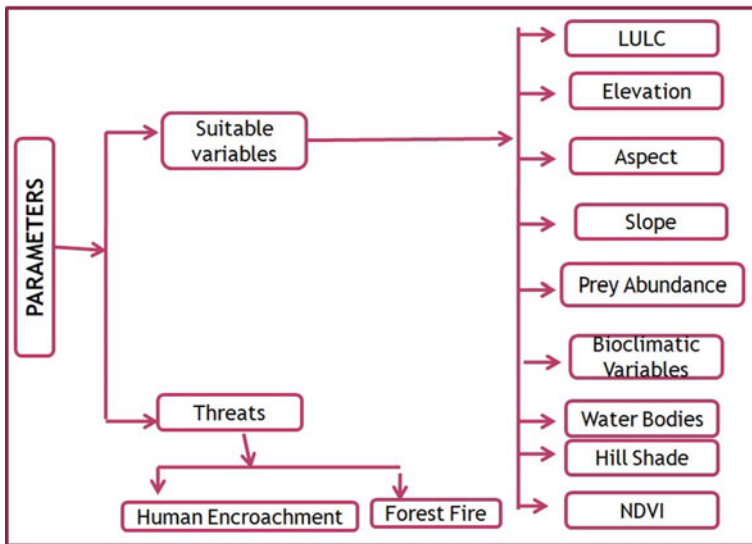 PARAMETERS
Suitable
variables
Threats
Human Encroachment
Forest Fire
LULC
Elevation
Aspect
Slope
Prey Abundance
Bioclimatic
Variables
Water Bodies
Hill Shade
NDVI